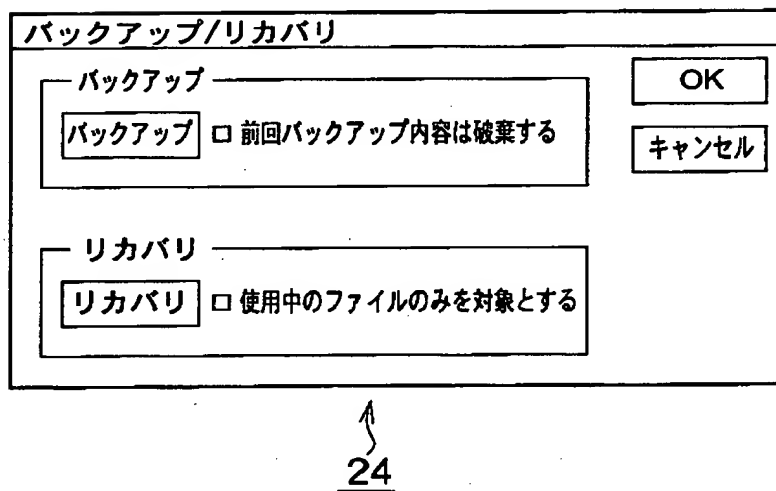 バックアップ/リカバリ
バックアップ
バックアップ □ 前回バックアップ内容は破棄する
OK
キャンセル
リカバリ
リカバリ □ 使用中のファイルのみを対象とする
24